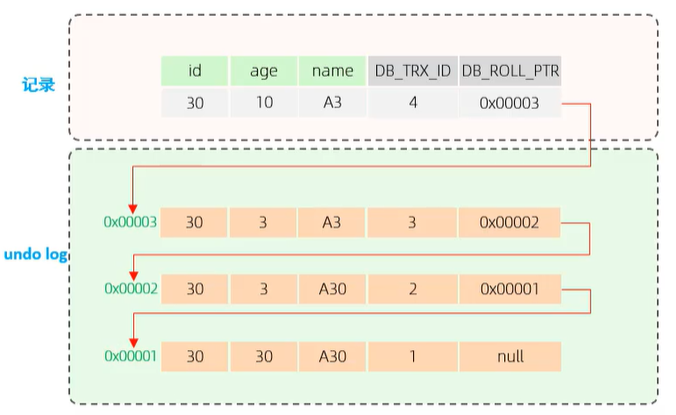 记录
id age name DB_TRX_ID DB_ROLL_PTR
30 10 A3 4 0x00003
undo log
0x00003 30 3 A3 3 0x00002
0x00002 30 3 A30 2 0x00001
0x00001 30 30 A30 1 null